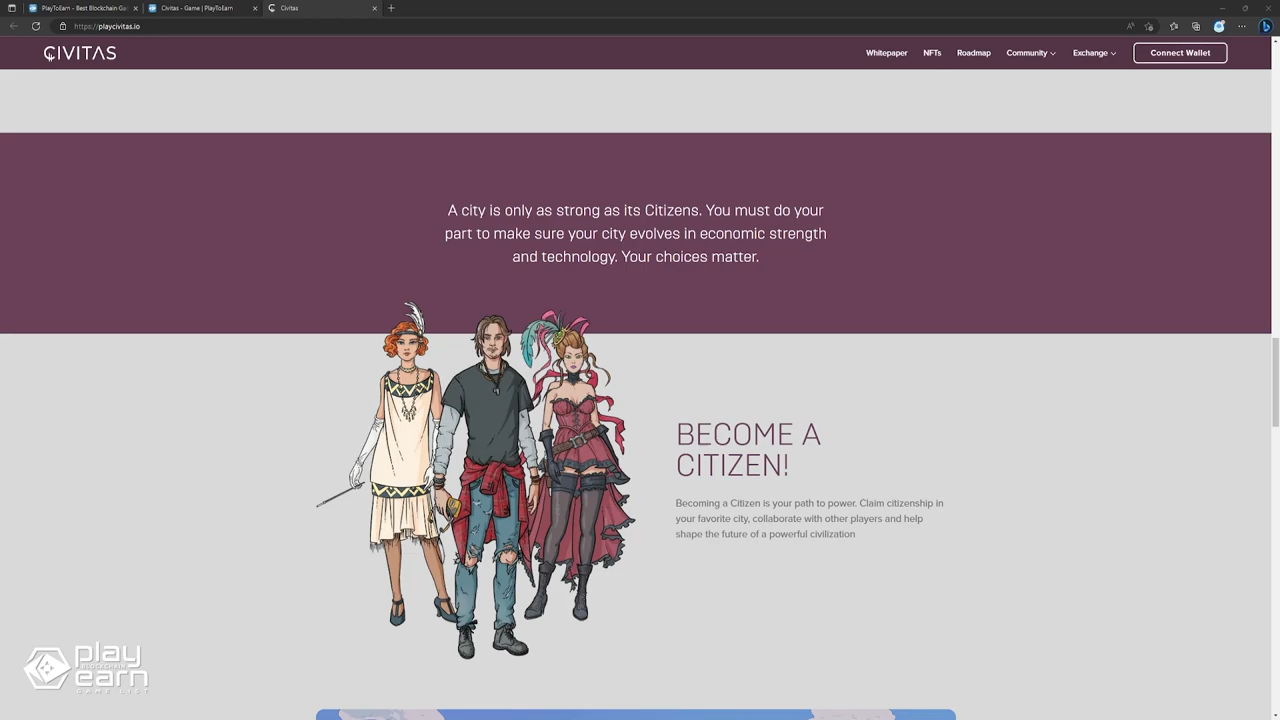 PlayToEarn - Best Blockchain Ga
Civitas - Game | PlayToEarn
Civitas
https://playcivitas.io
CIVITAS
Whitepaper
NFTs
Roadmap
Community
Exchange
Connect Wallet
A city is only as strong as its Citizens. You must do your
part to make sure your city evolves in economic strength
and technology. Your choices matter.
BECOME A
CITIZEN!
Becoming a Citizen is your path to power. Claim citizenship in
your favorite city, collaborate with other players and help
shape the future of a powerful civilization
play
BLOCKCHAIN
earn
GAME LIST